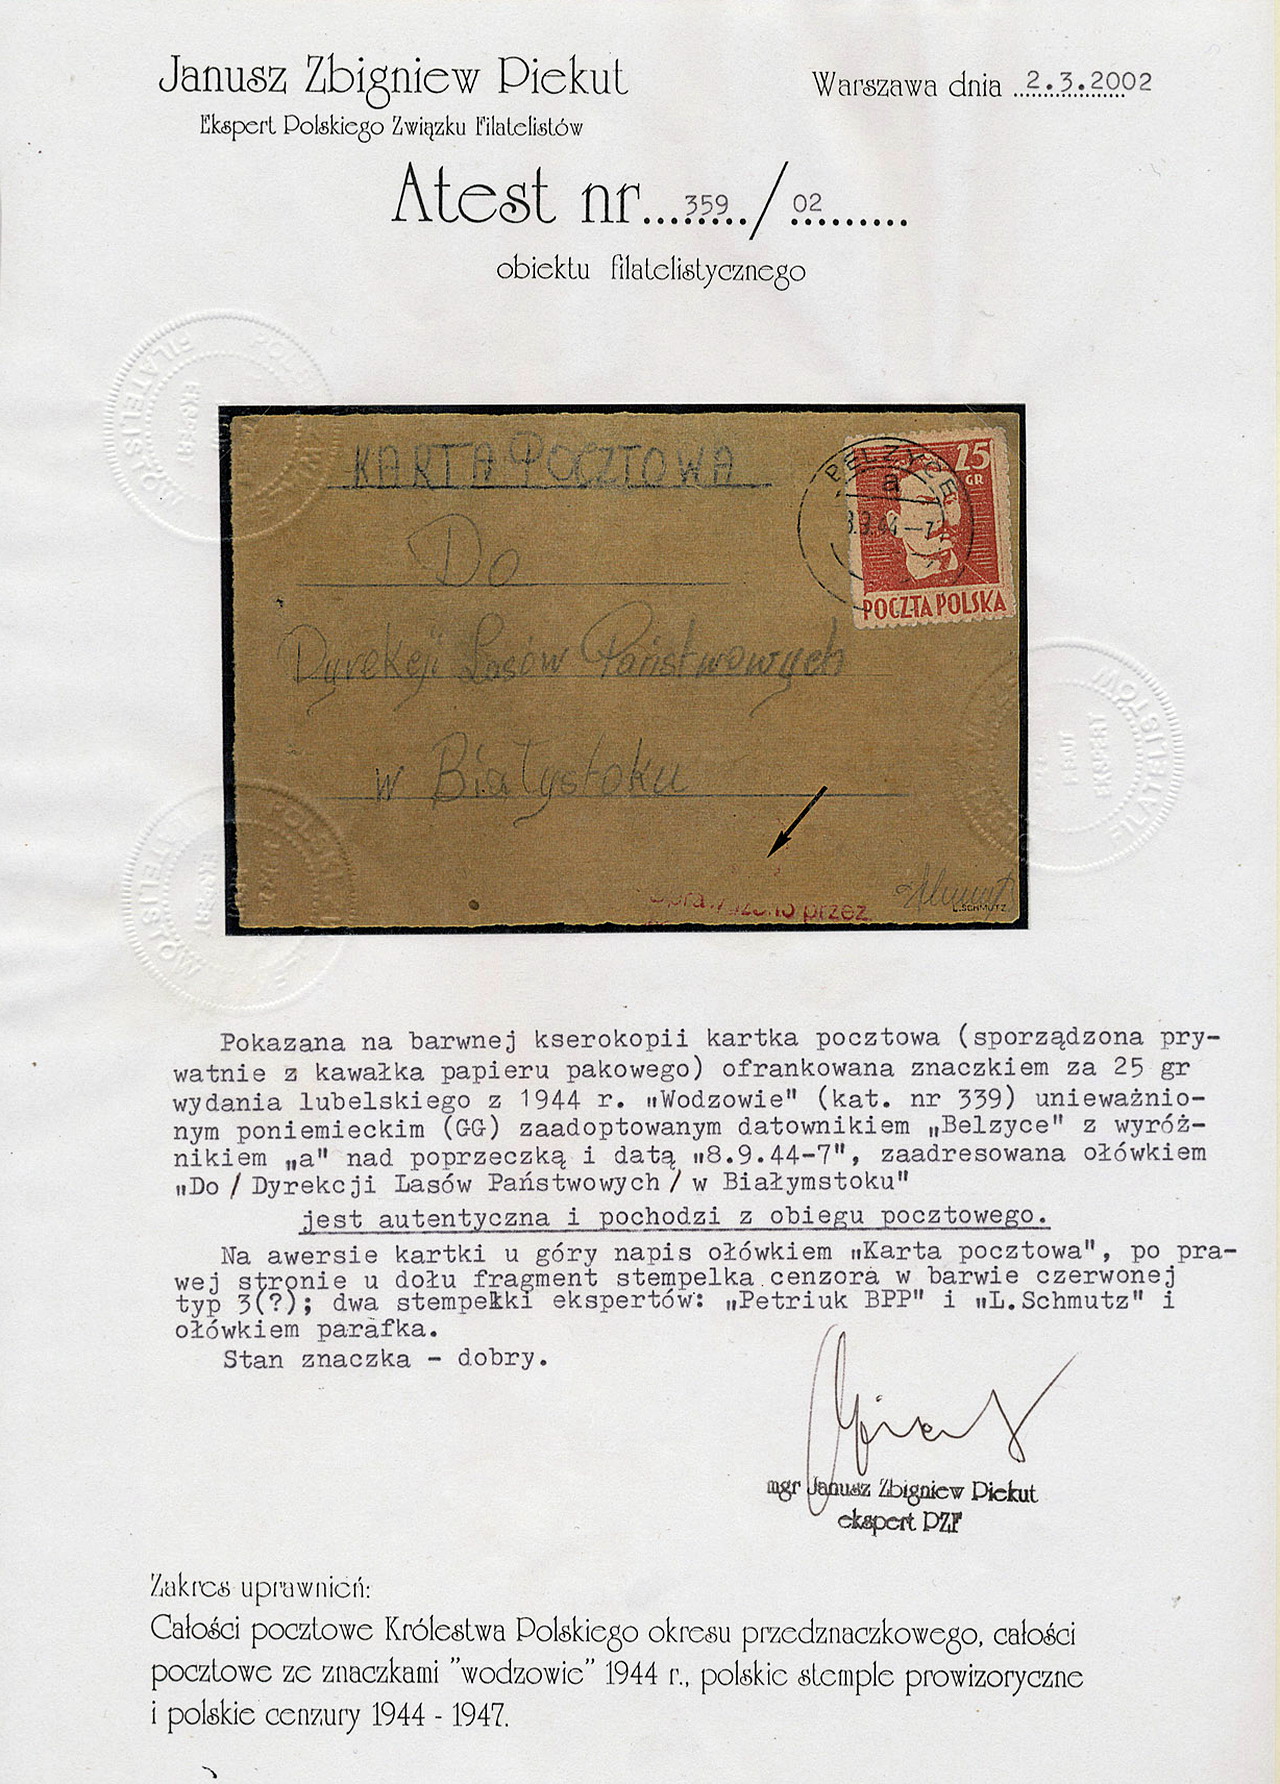 Janusz Zbigniew Piekut
Ekspert Polskiego Związku Filatelistów
Warszawa dnia 2.3.2002
Atest nr...359../02.........
obiektu filatelistycznego
KARTA POCZTOWA
25
GR
a
8.9.44-7
POCZTA POLSKA
Do
Dyrekcji Lasów Państwowych
w Białystoku
przez
L.SCHMUTZ
Pokazana na barwnej kserokopii kartka pocztowa (sporządzona pry-
watnie z kawałka papieru pakowego) ofrankowana znaczkiem za 25 gr
wydania lubelskiego z 1944 r. „Wodzowie" (kat. nr 339) unieważnio-
nym poniemieckim (GG) zaadoptowanym datownikiem „Belzyce" z wyróż-
nikiem „a" nad poprzeczką i datą „8.9.44-7", zaadresowana ołówkiem
„Do / Dyrekcji Lasów Państwowych / w Białymstoku"
jest autentyczna i pochodzi z obiegu pocztowego.
Na awersie kartki u góry napis ołówkiem „Karta pocztowa", po pra-
wej stronie u dołu fragment stempelka cenzora w barwie czerwonej
typ 3(?); dwa stempelki ekspertów: „Petriuk BPP" i „L.Schmutz" i
ołówkiem parafka.
Stan znaczka - dobry.
mgr Janusz Zbigniew Piekut
ekspert PZF
Zakres uprawnień:
Całości pocztowe Królestwa Polskiego okresu przedznaczkowego, całości
pocztowe ze znaczkami "wodzowie" 1944 r., polskie stemple prowizoryczne
i polskie cenzury 1944 - 1947.